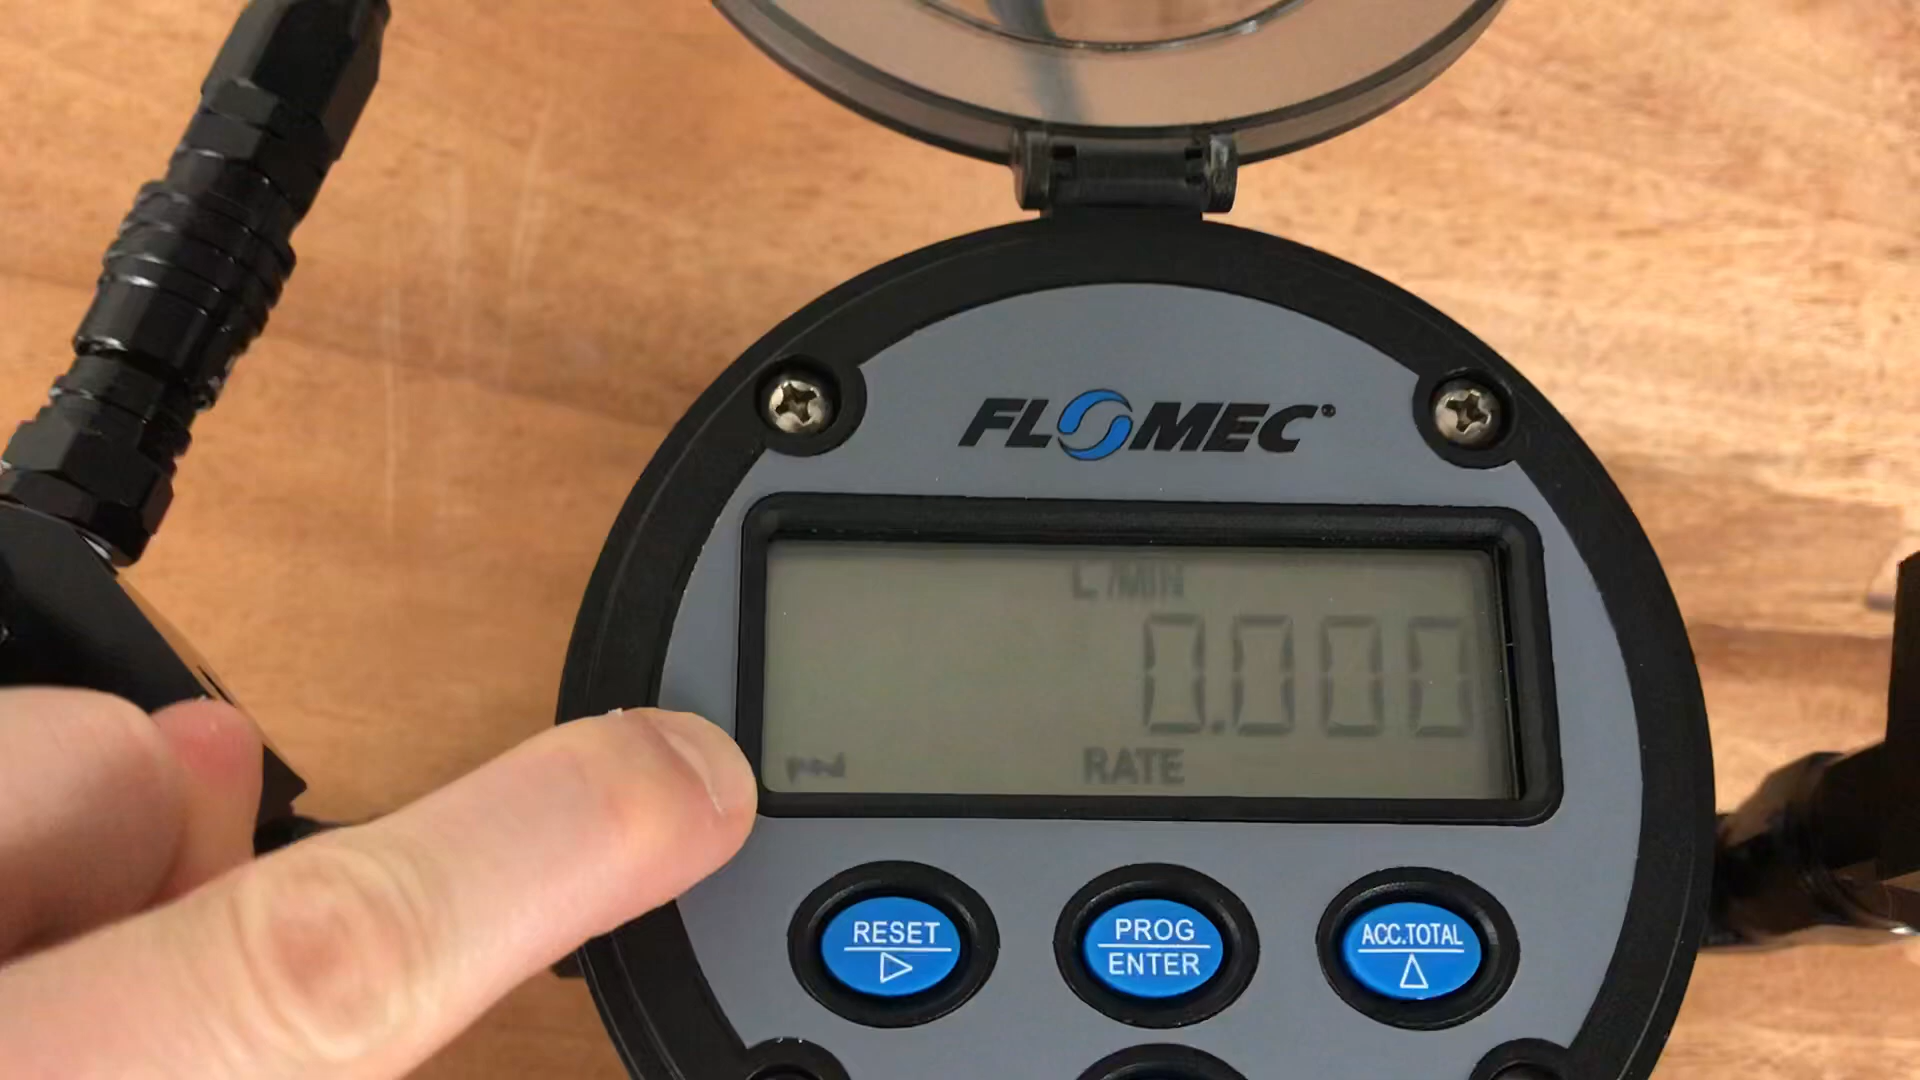 FLOMEC
L/MIN
0.000
RATE
RESET
PROG
ENTER
ACC.TOTAL